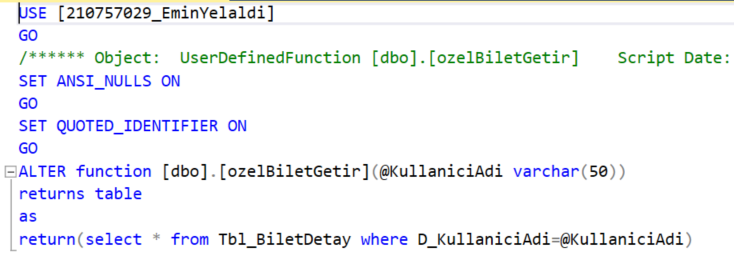 USE [210757029_EminYelaldi]
GO
/****** Object:  UserDefinedFunction [dbo].[ozelBiletGetir]    Script Date:
SET ANSI_NULLS ON
GO
SET QUOTED_IDENTIFIER ON
GO
ALTER function [dbo].[ozelBiletGetir](@KullaniciAdi varchar(50))
returns table
as
return(select * from Tbl_BiletDetay where D_KullaniciAdi=@KullaniciAdi)